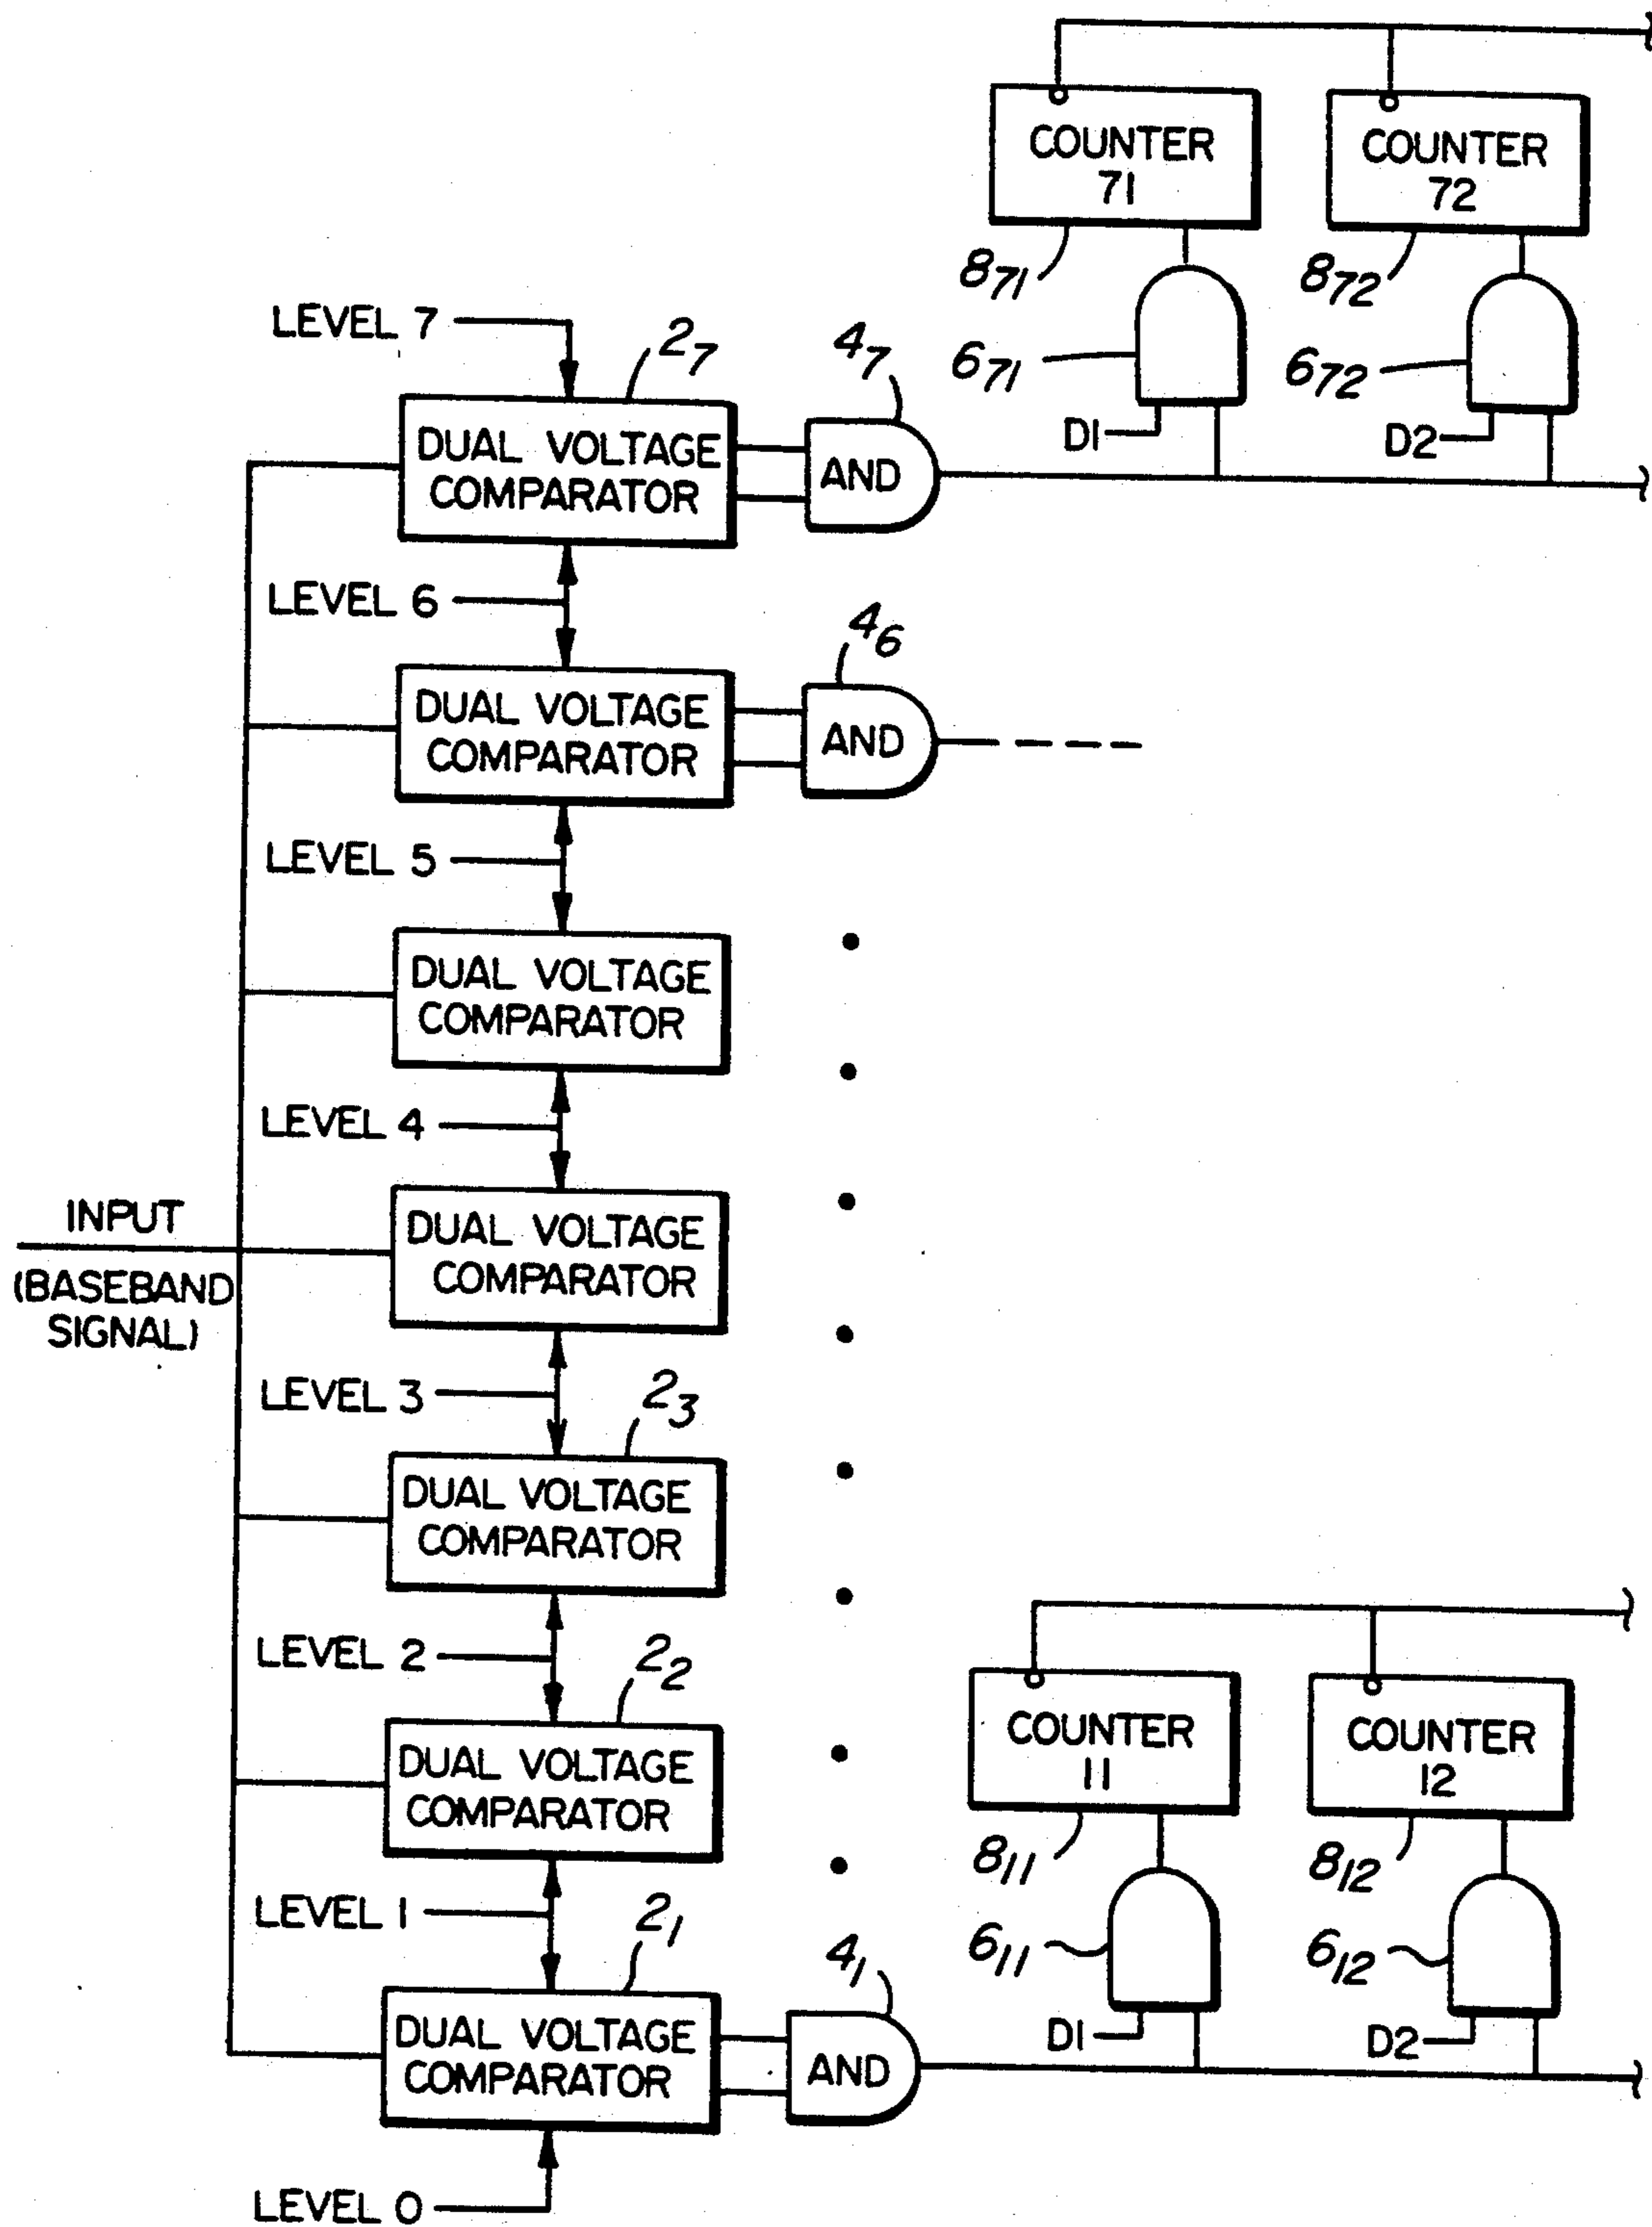 COUNTER
71
COUNTER
72
8₇₁
8₇₂
LEVEL 7
2₇
4₇
6₇₁
6₇₂
D1
D2
DUAL VOLTAGE
COMPARATOR
AND
LEVEL 6
4₆
DUAL VOLTAGE
COMPARATOR
AND
LEVEL 5
DUAL VOLTAGE
COMPARATOR
LEVEL 4
INPUT
(BASEBAND
SIGNAL)
DUAL VOLTAGE
COMPARATOR
LEVEL 3
2₃
DUAL VOLTAGE
COMPARATOR
LEVEL 2
2₂
DUAL VOLTAGE
COMPARATOR
COUNTER
11
COUNTER
12
8₁₁
8₁₂
LEVEL 1
2₁
4₁
6₁₁
6₁₂
D1
D2
DUAL VOLTAGE
COMPARATOR
AND
LEVEL 0